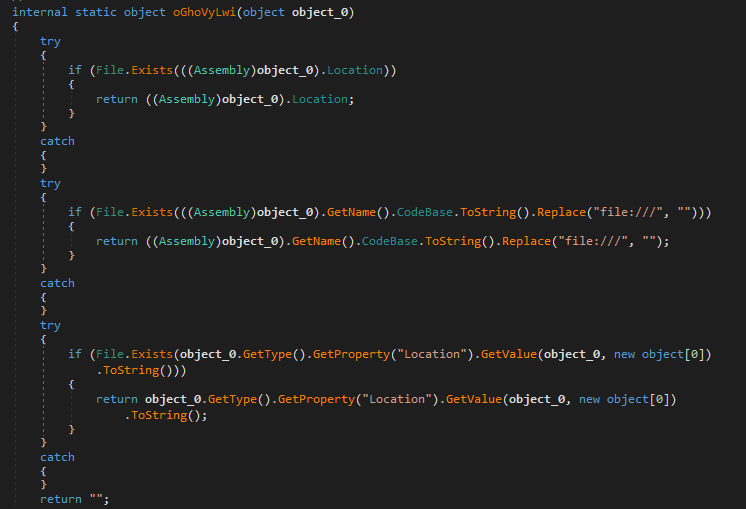 internal static object oGhoVyLwi(object object_0)
{
try
{
if (File.Exists(((Assembly)object_0).Location))
{
return ((Assembly)object_0).Location;
}
}
catch
{
}
try
{
if (File.Exists(((Assembly)object_0).GetName().CodeBase.ToString().Replace("file:///", "")))
{
return ((Assembly)object_0).GetName().CodeBase.ToString().Replace("file:///", "");
}
}
catch
{
}
try
{
if (File.Exists(object_0.GetType().GetProperty("Location").GetValue(object_0, new object[0])
.ToString()))
{
return object_0.GetType().GetProperty("Location").GetValue(object_0, new object[0])
.ToString();
}
}
catch
{
}
return "";